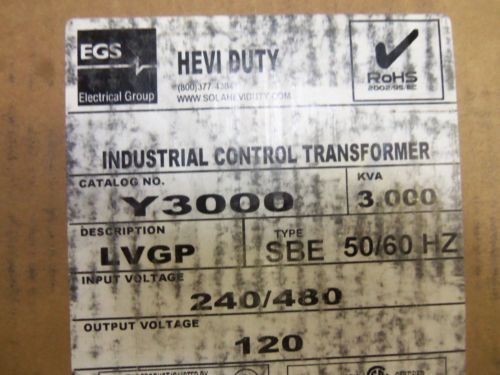 EGS
Electrical Group
HEVI DUTY
(800)377-4384
WWW.SOLAHEVIDUTY.COM
RoHS
2002/95/EC
INDUSTRIAL CONTROL TRANSFORMER
CATALOG NO.
Y3000
KVA
3.000
DESCRIPTION
LVGP
TYPE
SBE 50/60 HZ
INPUT VOLTAGE
240/480
OUTPUT VOLTAGE
120